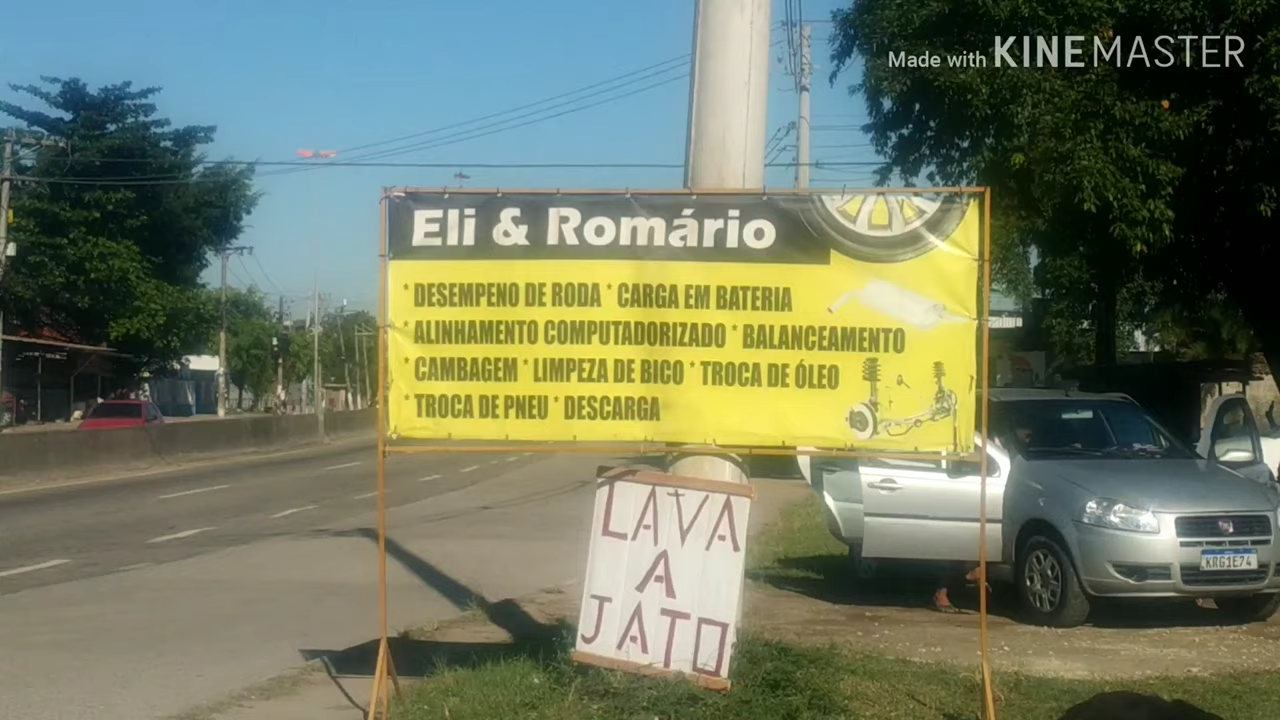 Made with KINEMASTER
Eli & Romário
* DESEMPENO DE RODA * CARGA EM BATERIA
* ALINHAMENTO COMPUTADORIZADO * BALANCEAMENTO
* CAMBAGEM * LIMPEZA DE BICO * TROCA DE ÓLEO
* TROCA DE PNEU * DESCARGA
LAVA
A
JATO
KRG1E74